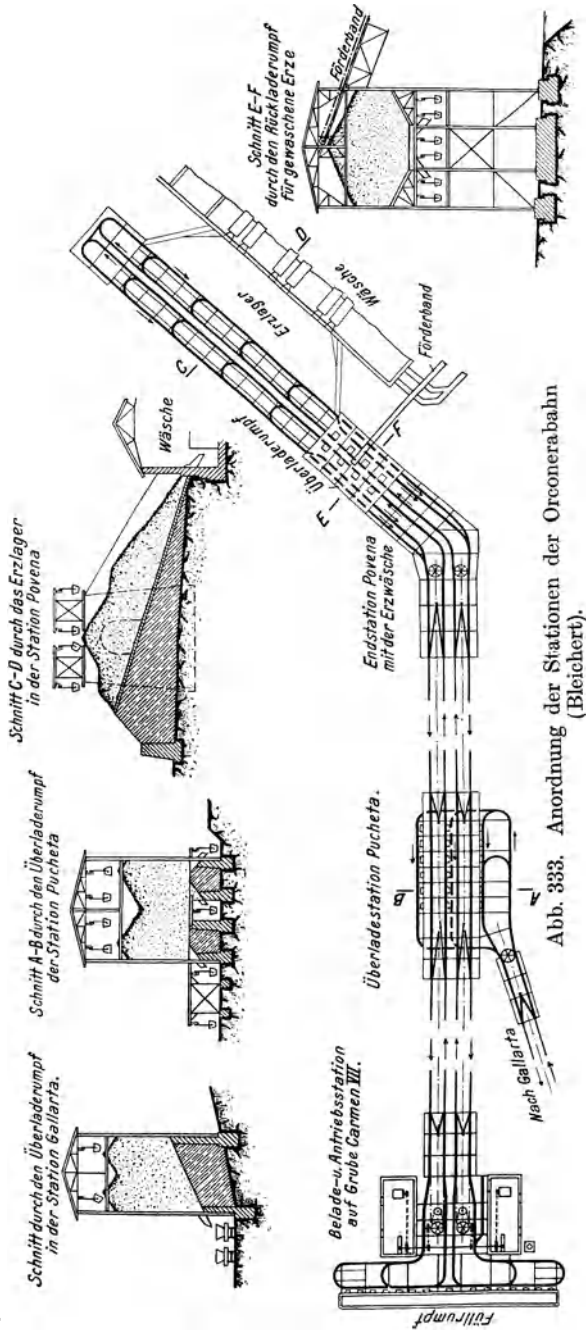 Schnitt durch den Überladerumpf
in der Station Gallarta.
Schnitt A-B durch den Überladerumpf
der Station Pucheta
Schnitt C-D durch das Erzlager
in der Station Povena
Wäsche
Schnitt E-F
durch den Rückladerumpf
für gewaschene Erze
Förderband
Füllrumpf
Belade-u. Antriebsstation
auf Grube Carmen VII.
Überladestation Pucheta.
B
A
Nach Gallarta
Endstation Povena
mit der Erzwäsche
Überladerumpf
E
F
C
D
Erzlager
Wäsche
Förderband
Abb. 333. Anordnung der Stationen der Orconerabahn
(Bleichert).